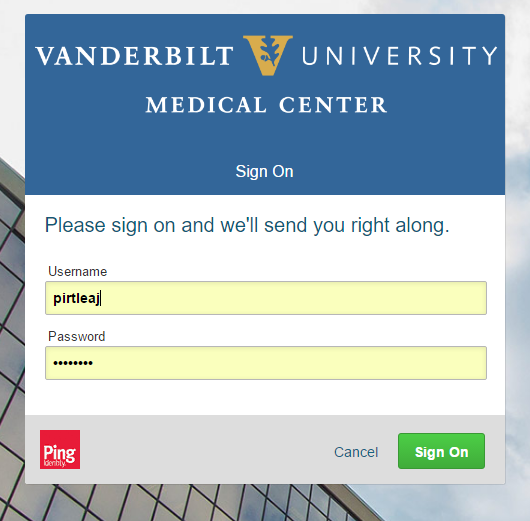 VANDERBILT V UNIVERSITY
MEDICAL CENTER
Sign On
Please sign on and we'll send you right along.
Username
pirtleaj
Password
••••••••
Ping
Identity
Cancel
Sign On